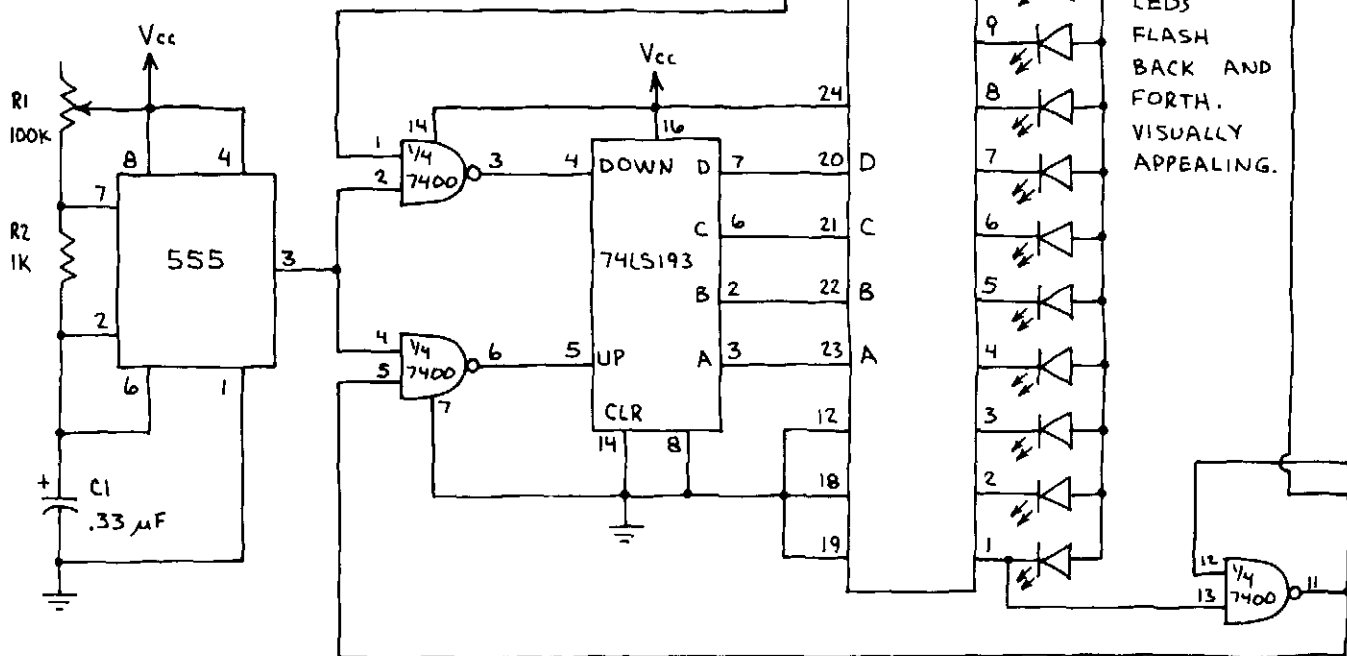 LEDS
FLASH
BACK AND
FORTH.
VISUALLY
APPEALING.
Vcc
R1
100K
8
4
7
R2
1K
555
3
2
6
1
+
C1
.33 µF
14
1
1/4
7400
2
3
4
1/4
7400
5
6
7
Vcc
16
4
DOWN
D
7
C
6
74LS193
B
2
5
UP
A
3
CLR
14
8
24
20
D
21
C
22
B
23
A
12
18
19
9
8
7
6
5
4
3
2
1
12
1/4
7400
13
11